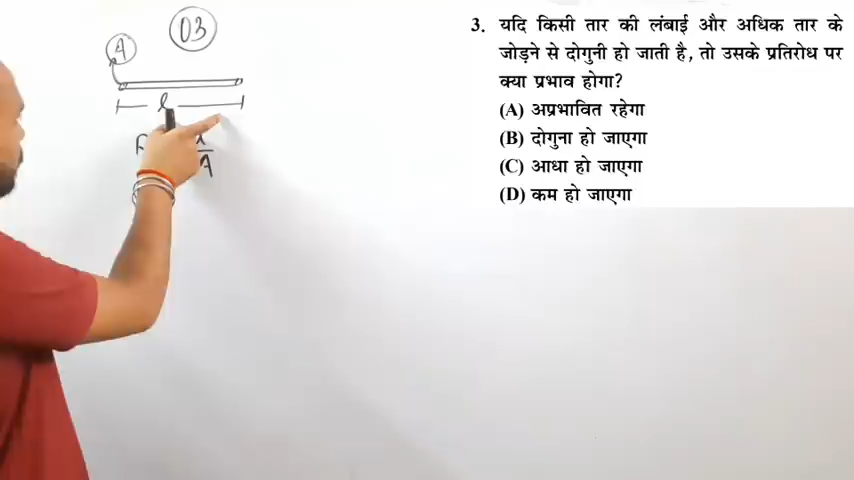 03
A
l
R
A
3. यदि किसी तार की लंबाई और अधिक तार के
जोड़ने से दोगुनी हो जाती है, तो उसके प्रतिरोध पर
क्या प्रभाव होगा?
(A) अप्रभावित रहेगा
(B) दोगुना हो जाएगा
(C) आधा हो जाएगा
(D) कम हो जाएगा